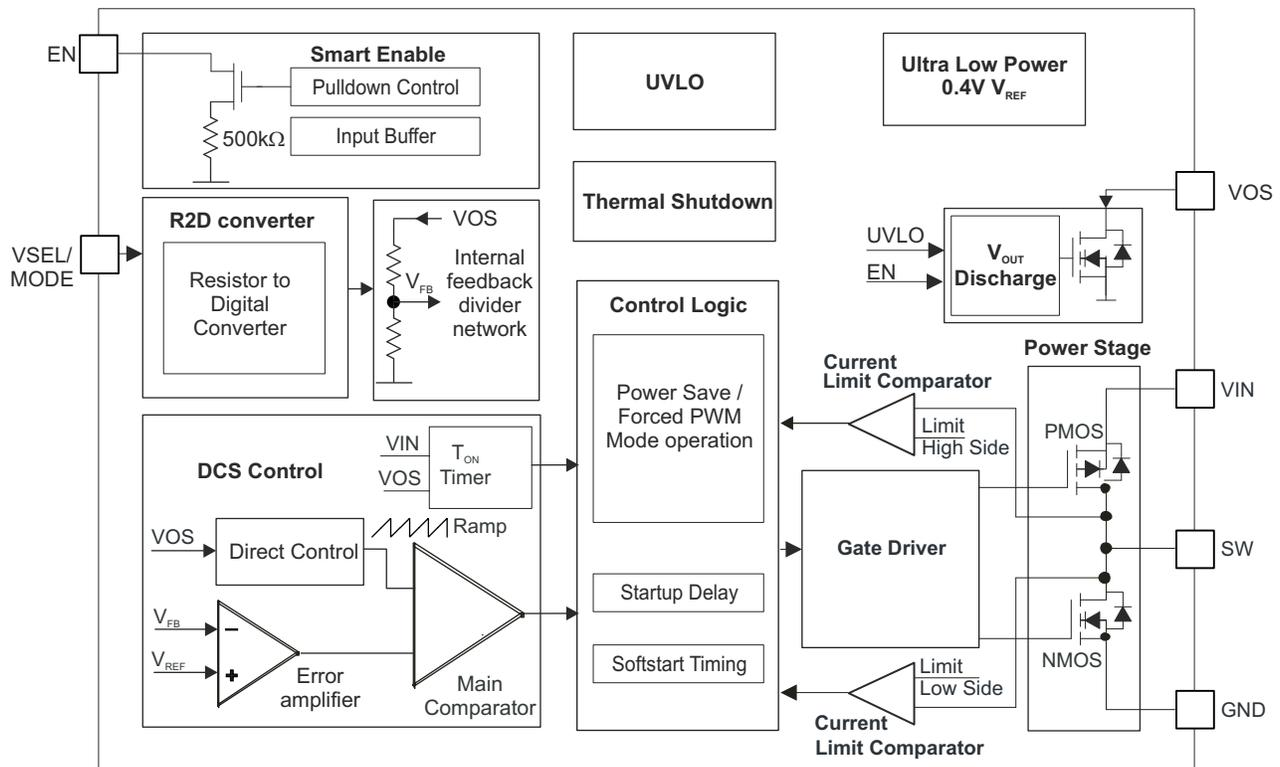 EN
Smart Enable
Pulldown Control
500kΩ
Input Buffer
UVLO
Ultra Low Power
0.4V VREF
Thermal Shutdown
VOS
R2D converter
VSEL/
MODE
Resistor to
Digital
Converter
VOS
VFB
Internal
feedback
divider
network
UVLO
EN
VOUT
Discharge
Control Logic
Power Save /
Forced PWM
Mode operation
Startup Delay
Softstart Timing
Current
Limit Comparator
Limit
High Side
Power Stage
VIN
PMOS
DCS Control
VIN
VOS
TON
Timer
Ramp
VOS
Direct Control
VFB
−
VREF
+
Error
amplifier
Main
Comparator
Gate Driver
SW
NMOS
Limit
Low Side
Current
Limit Comparator
GND